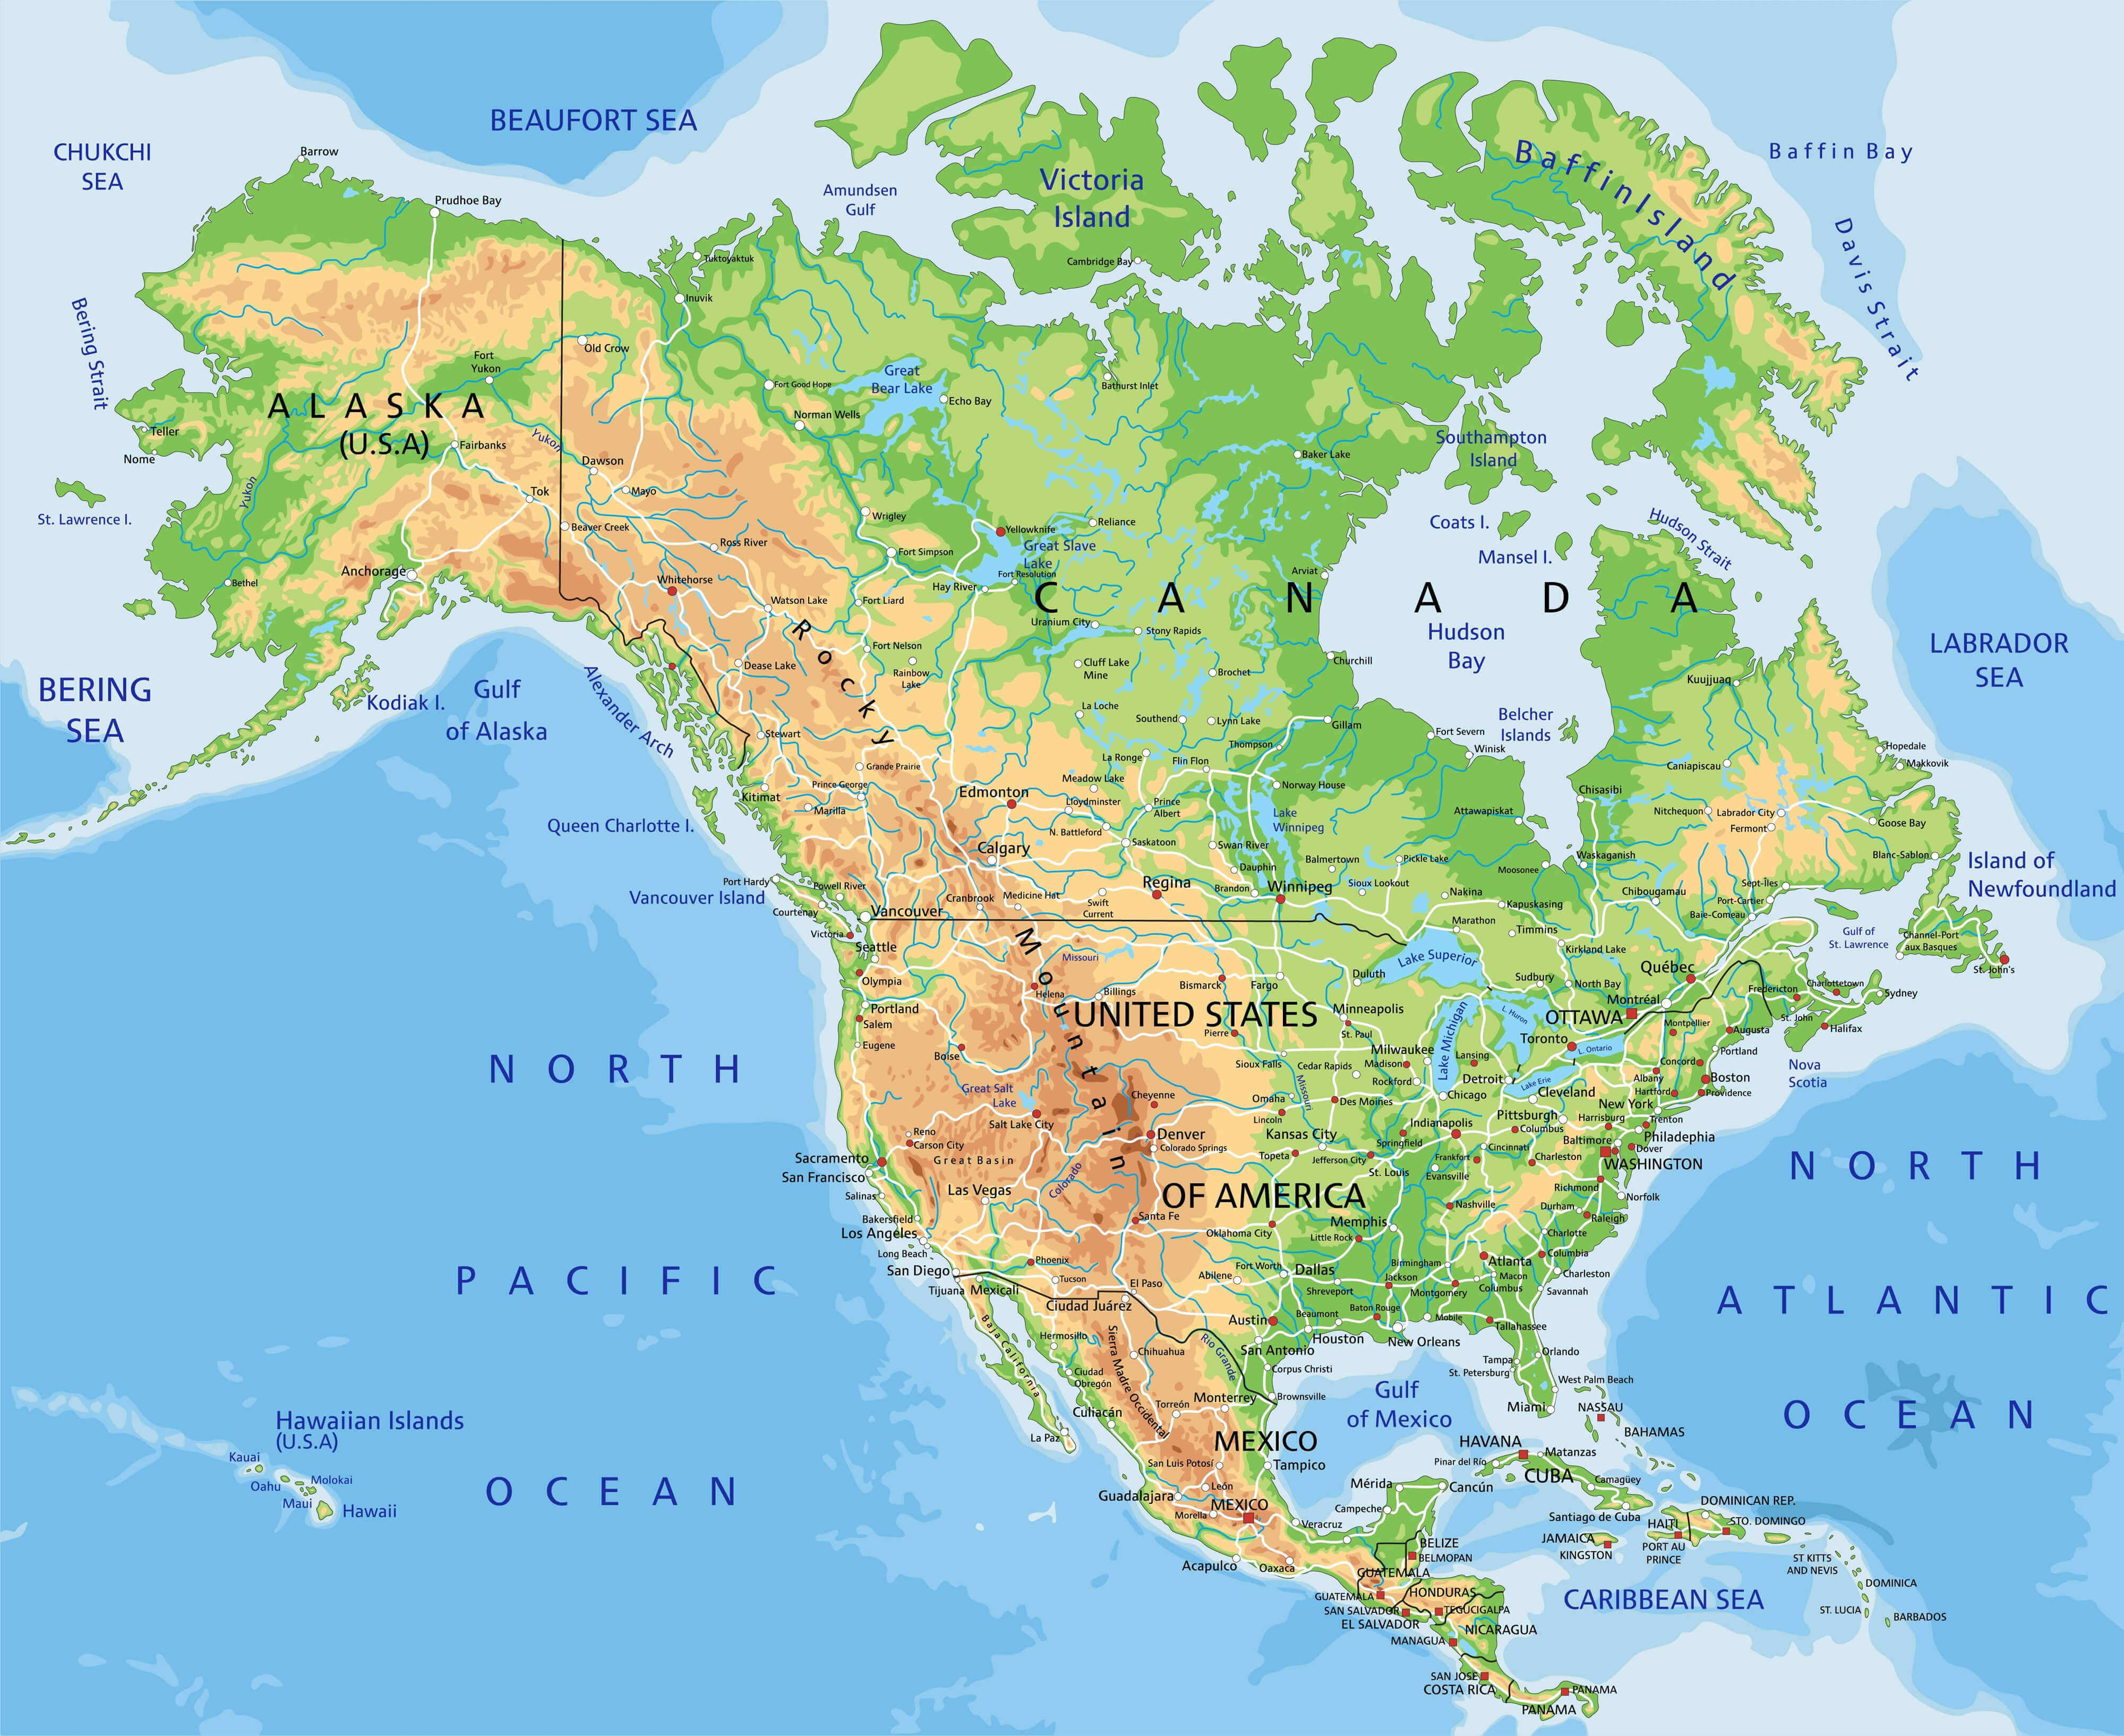 BEAUFORT SEA
CHUKCHI
SEA
Barrow
Prudhoe Bay
Amundsen
Gulf
Victoria
Island
Cambridge Bay
Baffin Island
Baffin Bay
Davis Strait
Bering Strait
Tuktoyaktuk
Inuvik
Old Crow
Fort
Yukon
ALASKA
(U.S.A)
Teller
Nome
Fairbanks
Yukon
Yukon
Dawson
Mayo
Tok
Beaver Creek
St. Lawrence I.
Bethel
Anchorage
Ross River
Whitehorse
Watson Lake
Fort Good Hope
Norman Wells
Great
Bear Lake
Echo Bay
Bathurst Inlet
Baker Lake
Southampton
Island
Coats I.
Mansel I.
Hudson Strait
Wrigley
Fort Simpson
Yellowknife
Reliance
Great Slave
Lake
Fort Resolution
Hay River
Fort Liard
Arviat
CANADA
Uranium City
Stony Rapids
Hudson
Bay
LABRADOR
SEA
Rocky
Fort Nelson
Rainbow
Lake
Dease Lake
Cluff Lake
Mine
Brochet
Churchill
Kuujjuaq
BERING
SEA
Kodiak I.
Gulf
of Alaska
Alexander Arch
Stewart
La Loche
Southend
Lynn Lake
Gillam
Belcher
Islands
Fort Severn
Winisk
Thompson
La Ronge
Flin Flon
Hopedale
Makkovik
Caniapiscau
Grande Prairie
Prince George
Kitimat
Marilla
Meadow Lake
Edmonton
Lloydminster
Prince
Albert
Norway House
Chisasibi
Attawapiskat
Nitchequon
Labrador City
Fermont
Goose Bay
Queen Charlotte I.
N. Battleford
Lake
Winnipeg
Calgary
Saskatoon
Swan River
Balmertown
Pickle Lake
Waskaganish
Moosonee
Blanc-Sablon
Island of
Newfoundland
Port Hardy
Powell River
Vancouver Island
Courtenay
Vancouver
Victoria
Cranbrook
Medicine Hat
Swift
Current
Regina
Dauphin
Brandon
Winnipeg
Sioux Lookout
Nakina
Kapuskasing
Chibougamau
Sept-Îles
Port-Cartier
Baie-Comeau
Marathon
Timmins
Kirkland Lake
Gulf of
St. Lawrence
Channel-Port
aux Basques
St. John's
Seattle
Olympia
Mountain
Missouri
Helena
Billings
Bismarck
Fargo
Duluth
Lake Superior
Sudbury
North Bay
Québec
Montréal
Fredericton
Charlottetown
Sydney
Portland
Salem
Eugene
Boise
UNITED STATES
Pierre
Minneapolis
St. Paul
L. Huron
OTTAWA
Montpellier
St. John
Augusta
Halifax
Portland
Toronto
L. Ontario
Nova
Scotia
Sioux Falls
Cedar Rapids
Milwaukee
Madison
Rockford
Lake Michigan
Lansing
Detroit
Lake Erie
Concord
Albany
Boston
Hartford
Providence
Great Salt
Lake
Salt Lake City
Cheyenne
Omaha
Missouri
Lincoln
Des Moines
Chicago
Cleveland
New York
Pittsburgh
Harrisburg
Trenton
Reno
Carson City
Great Basin
Denver
Colorado Springs
Kansas City
Topeta
Jefferson City
Springfield
St. Louis
Indianapolis
Columbus
Cincinnati
Frankfort
Charleston
Evansville
Baltimore
Philadephia
Dover
WASHINGTON
Sacramento
San Francisco
Salinas
Las Vegas
Colorado
OF AMERICA
Richmond
Norfolk
Bakersfield
Los Angeles
Long Beach
San Diego
Santa Fe
Oklahoma City
Memphis
Little Rock
Nashville
Durham
Raleigh
Charlotte
Columbia
Phoenix
Tucson
El Paso
Abilene
Fort Worth
Dallas
Shreveport
Birmingham
Jackson
Montgomery
Atlanta
Macon
Columbus
Charleston
Savannah
Tijuana
Mexicali
Ciudad Juárez
Austin
Beaumont
Baton Rouge
Mobile
Tallahassee
Houston
New Orleans
San Antonio
Hermosillo
Baja California
Sierra Madre Occidental
Chihuahua
Rio Grande
Corpus Christi
Brownsville
Ciudad
Obregón
Orlando
Tampa
St. Petersburg
West Palm Beach
Miami
NASSAU
BAHAMAS
Gulf
of Mexico
Monterrey
Torreón
Culiacán
La Paz
MEXICO
San Luis Potosí
Tampico
León
Guadalajara
MEXICO
Morella
Veracruz
Acapulco
Oaxaca
Mérida
Cancún
Campeche
HAVANA
Matanzas
Pinar del Río
CUBA
Camagüey
Santiago de Cuba
DOMINICAN REP.
HAITI
STO. DOMINGO
PORT AU
PRINCE
JAMAICA
KINGSTON
ST KITTS
AND NEVIS
DOMINICA
ST. LUCIA
BARBADOS
CARIBBEAN SEA
BELIZE
BELMOPAN
GUATEMALA
GUATEMALA
HONDURAS
TEGUCIGALPA
SAN SALVADOR
EL SALVADOR
NICARAGUA
MANAGUA
SAN JOSE
COSTA RICA
PANAMA
PANAMA
NORTH
PACIFIC
OCEAN
NORTH
ATLANTIC
OCEAN
Hawaiian Islands
(U.S.A)
Kauai
Oahu
Molokai
Maui
Hawaii